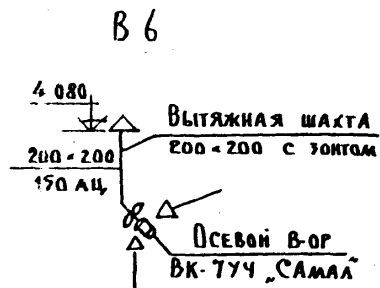 В 6
4 080
ВЫТЯЖНАЯ ШАХТА
200×200 С ЗОНТОМ
200×200
150 АЦ.
ОСЕВОЙ В-ОР
ВК-7У4 „САМАЛ"